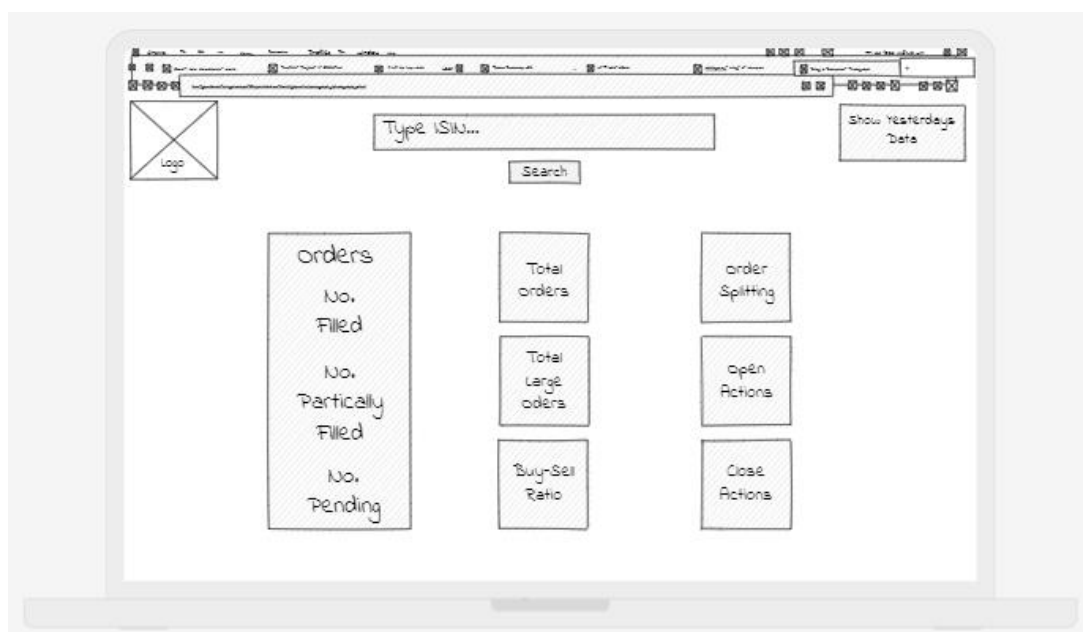 Logo
Type ISIN...
Search
Show Yesterdays
Data
Orders
No.
Filled
No.
Partically
Filled
No.
Pending
Total
Orders
Total
Large
Oders
Buy-Sell
Ratio
Order
Splitting
Open
Actions
Close
Actions